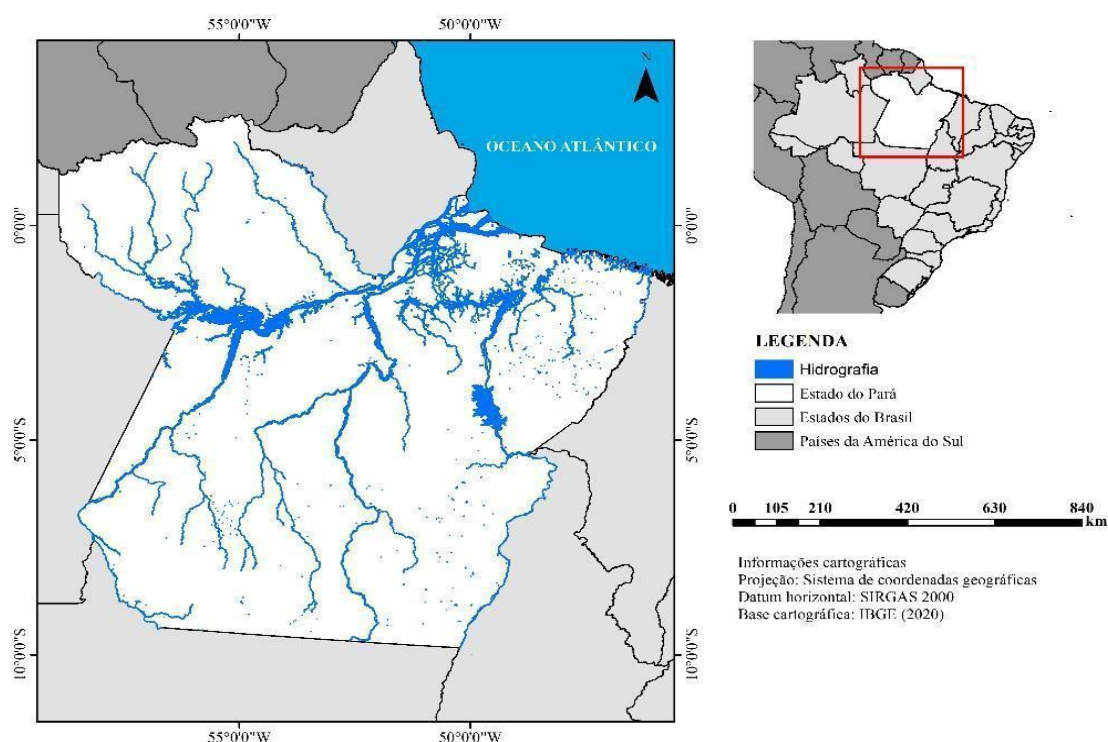 55°0'0"W 50°0'0"W
N
OCEANO ATLÂNTICO
0°0'0"
0°0'0"
5°0'0"S
5°0'0"S
10°0'0"S
10°0'0"S
55°0'0"W 50°0'0"W
LEGENDA
Hidrografia
Estado do Pará
Estados do Brasil
Países da América do Sul
0 105 210 420 630 840
km
Informações cartográficas
Projeção: Sistema de coordenadas geográficas
Datum horizontal: SIRGAS 2000
Base cartográfica: IBGE (2020)